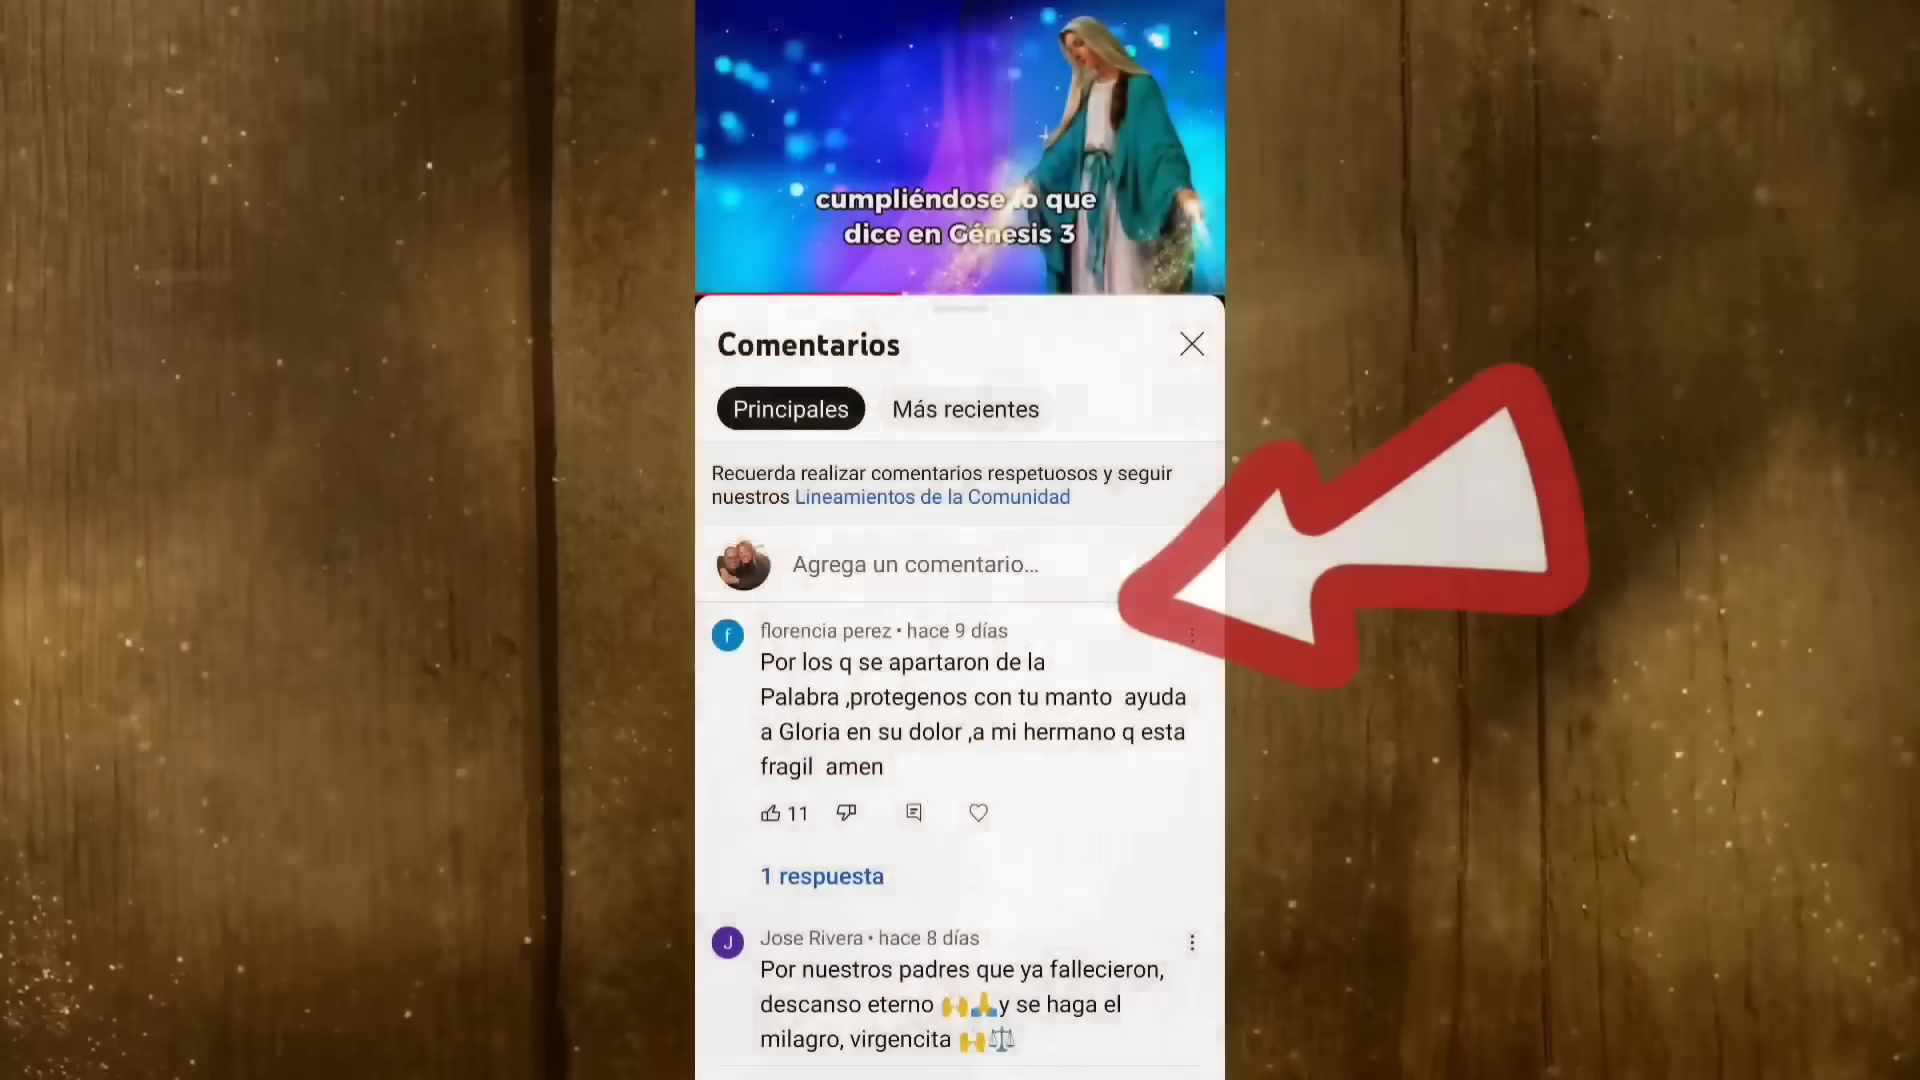 cumpliéndose lo que
dice en Génesis 3
Comentarios
Principales
Más recientes
Recuerda realizar comentarios respetuosos y seguir
nuestros Lineamientos de la Comunidad
Agrega un comentario...
f
florencia perez • hace 9 días
Por los q se apartaron de la
Palabra ,protegenos con tu manto ayuda
a Gloria en su dolor ,a mi hermano q esta
fragil amen
11
1 respuesta
J
Jose Rivera • hace 8 días
Por nuestros padres que ya fallecieron,
descanso eterno 🙌🙏y se haga el
milagro, virgencita 🙌⚖️